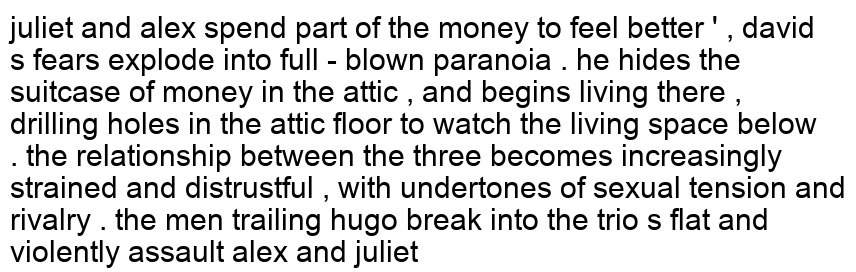 juliet and alex spend part of the money to feel better ' , david
s fears explode into full - blown paranoia . he hides the
suitcase of money in the attic , and begins living there ,
drilling holes in the attic floor to watch the living space below
. the relationship between the three becomes increasingly
strained and distrustful , with undertones of sexual tension and
rivalry . the men trailing hugo break into the trio s flat and
violently assault alex and juliet